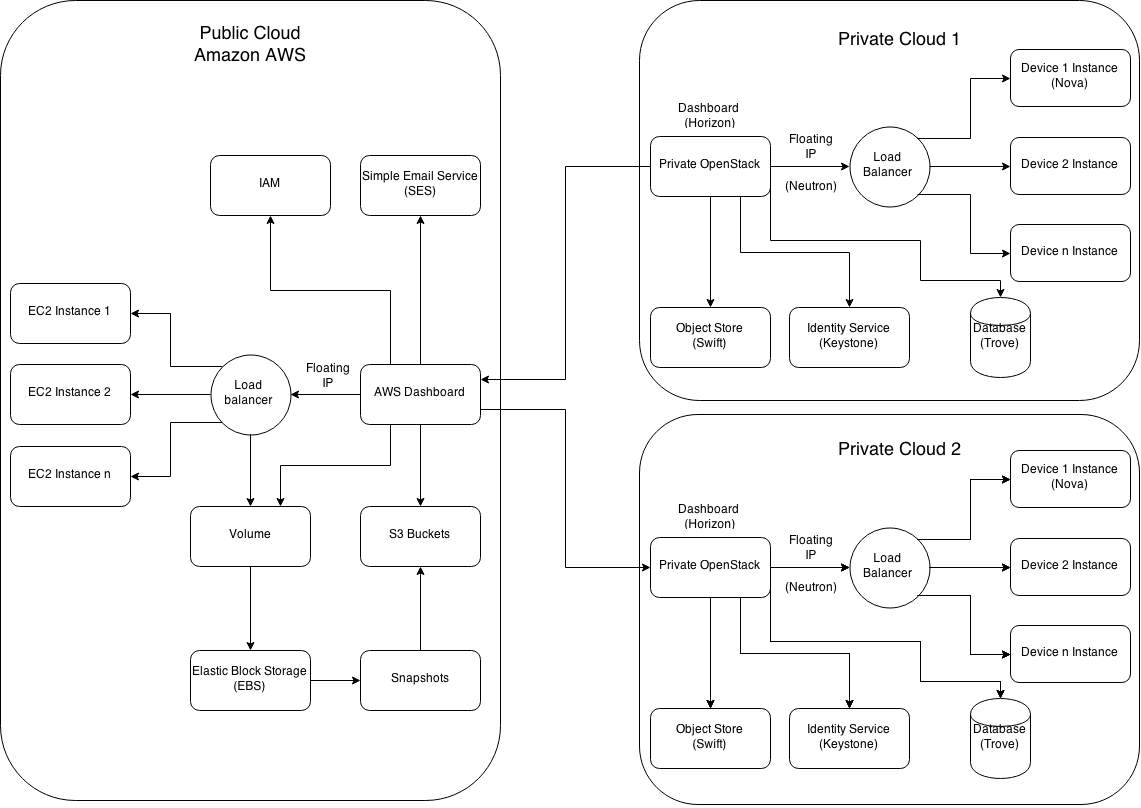 Public Cloud
Amazon AWS
IAM
Simple Email Service
(SES)
EC2 Instance 1
EC2 Instance 2
EC2 Instance n
Load
balancer
Floating
IP
AWS Dashboard
Volume
S3 Buckets
Elastic Block Storage
(EBS)
Snapshots
Private Cloud 1
Dashboard
(Horizon)
Private OpenStack
Floating
IP
(Neutron)
Load
Balancer
Device 1 Instance
(Nova)
Device 2 Instance
Device n Instance
Object Store
(Swift)
Identity Service
(Keystone)
Database
(Trove)
Private Cloud 2
Dashboard
(Horizon)
Private OpenStack
Floating
IP
(Neutron)
Load
Balancer
Device 1 Instance
(Nova)
Device 2 Instance
Device n Instance
Object Store
(Swift)
Identity Service
(Keystone)
Database
(Trove)